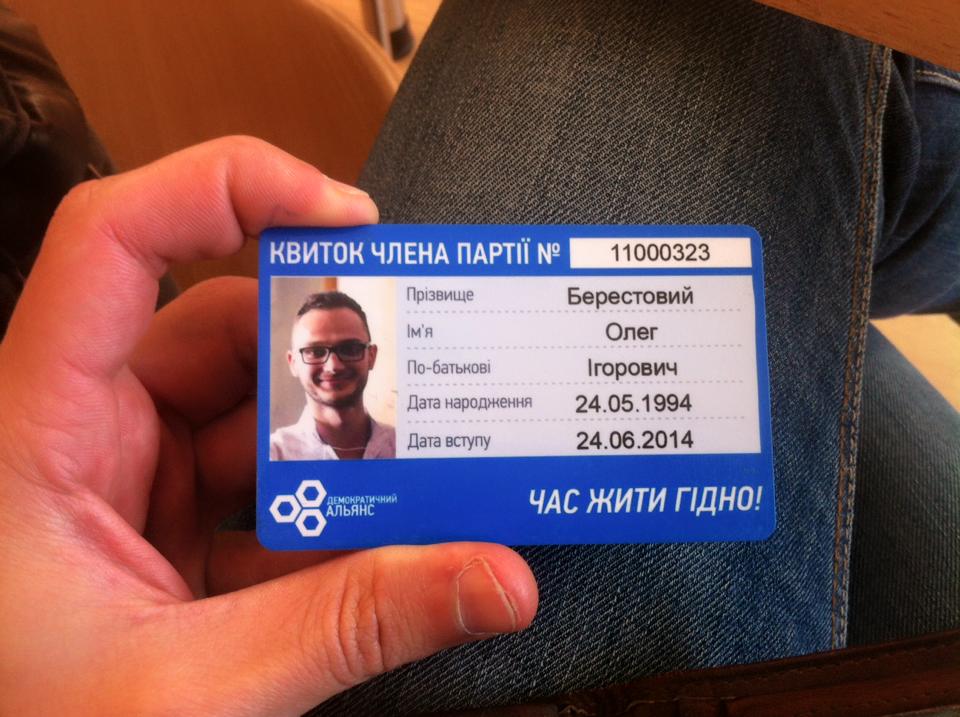 КВИТОК ЧЛЕНА ПАРТІЇ № 11000323
Прізвище Берестовий
Ім'я Олег
По-батькові Ігорович
Дата народження 24.05.1994
Дата вступу 24.06.2014
ДЕМОКРАТИЧНИЙ
АЛЬЯНС
ЧАС ЖИТИ ГІДНО!